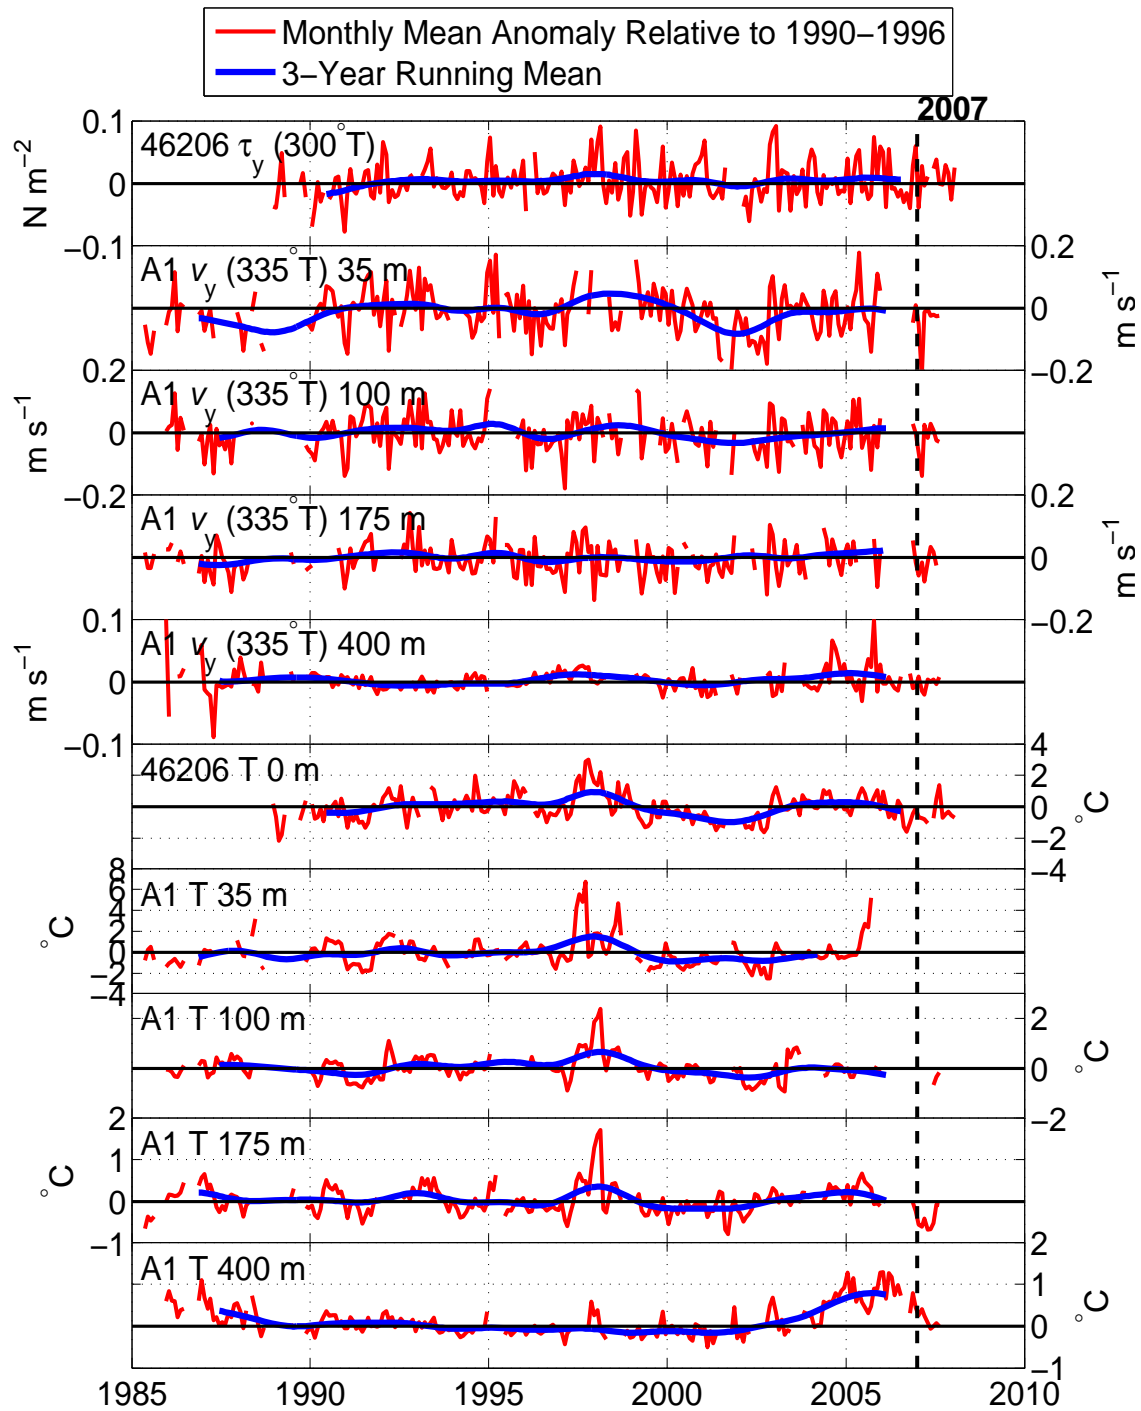 Monthly Mean Anomaly Relative to 1990−1996
3−Year Running Mean
2007
46206 τy (300°T)
0.1
0
−0.1
N m−2
A1 vy (335°T) 35 m
0.2
0
−0.2
m s−1
A1 vy (335°T) 100 m
0.2
0
−0.2
m s−1
A1 vy (335°T) 175 m
0.2
0
−0.2
m s−1
A1 vy (335°T) 400 m
0.1
0
−0.1
m s−1
46206 T 0 m
4
2
0
−2
−4
°C
A1 T 35 m
8
6
4
2
0
−2
−4
°C
A1 T 100 m
4
2
0
−2
°C
A1 T 175 m
2
1
0
−1
°C
A1 T 400 m
2
1
0
−1
°C
1985 1990 1995 2000 2005 2010